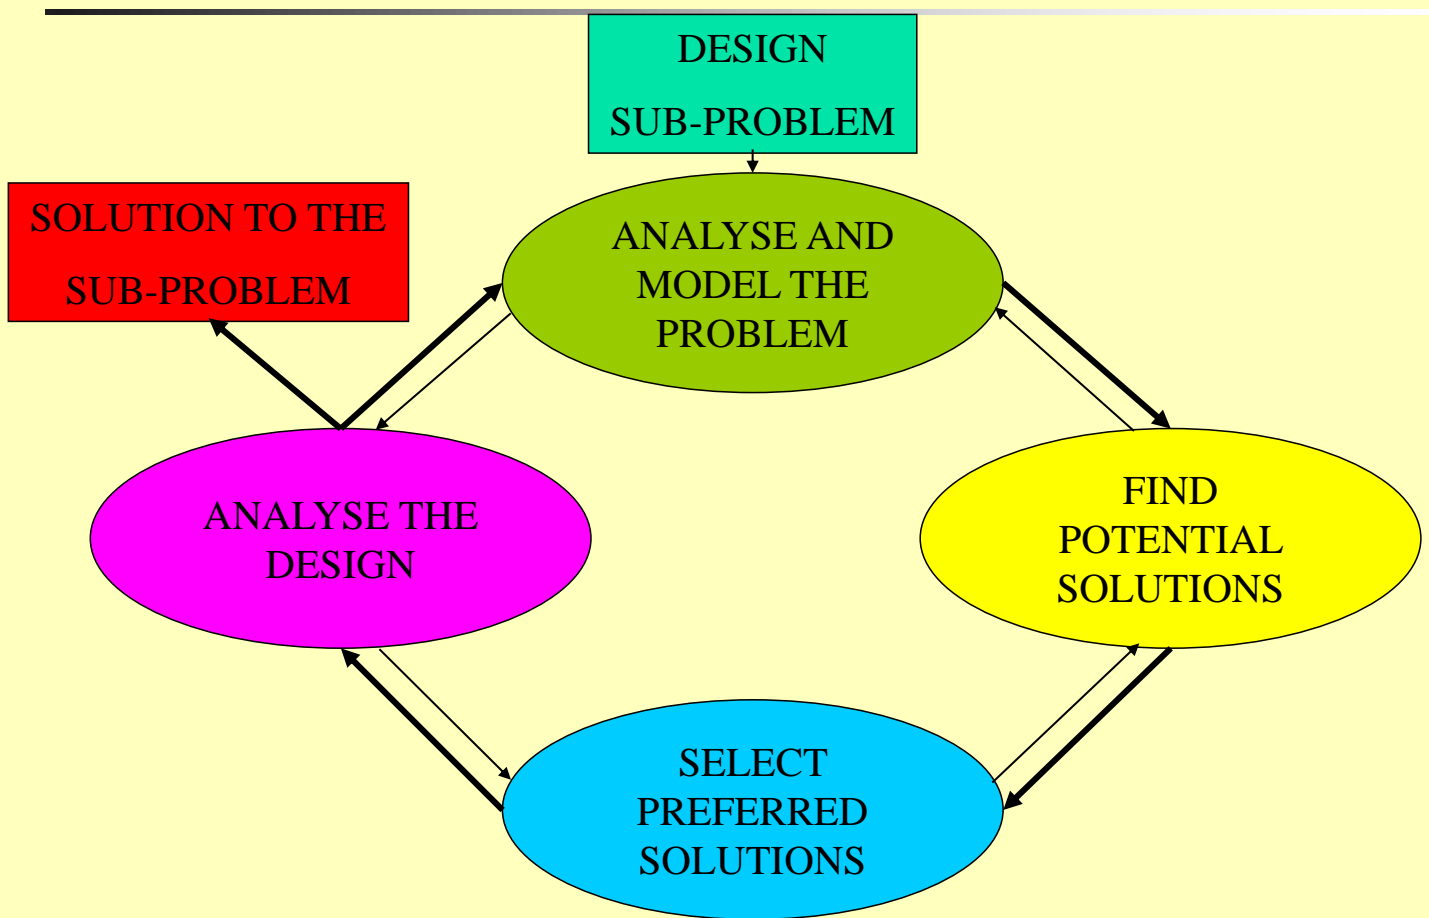 DESIGN
SUB-PROBLEM
SOLUTION TO THE
SUB-PROBLEM
ANALYSE AND
MODEL THE
PROBLEM
ANALYSE THE
DESIGN
FIND
POTENTIAL
SOLUTIONS
SELECT
PREFERRED
SOLUTIONS